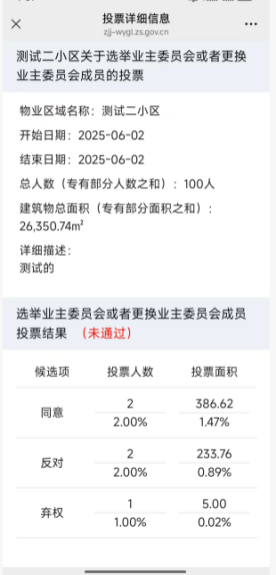 投票详细信息
zjj-wygl.zs.gov.cn
测试二小区关于选举业主委员会或者更换
业主委员会成员的投票
物业区域名称：测试二小区
开始日期：2025-06-02
结束日期：2025-06-02
总人数（专有部分人数之和）：100人
建筑物总面积（专有部分面积之和）：
26,350.74㎡
详细描述：
测试的
选举业主委员会或者更换业主委员会成员
投票结果 （未通过）
候选项 投票人数 投票面积
同意 2 386.62
2.00% 1.47%
反对 2 233.76
2.00% 0.89%
弃权 1 5.00
1.00% 0.02%